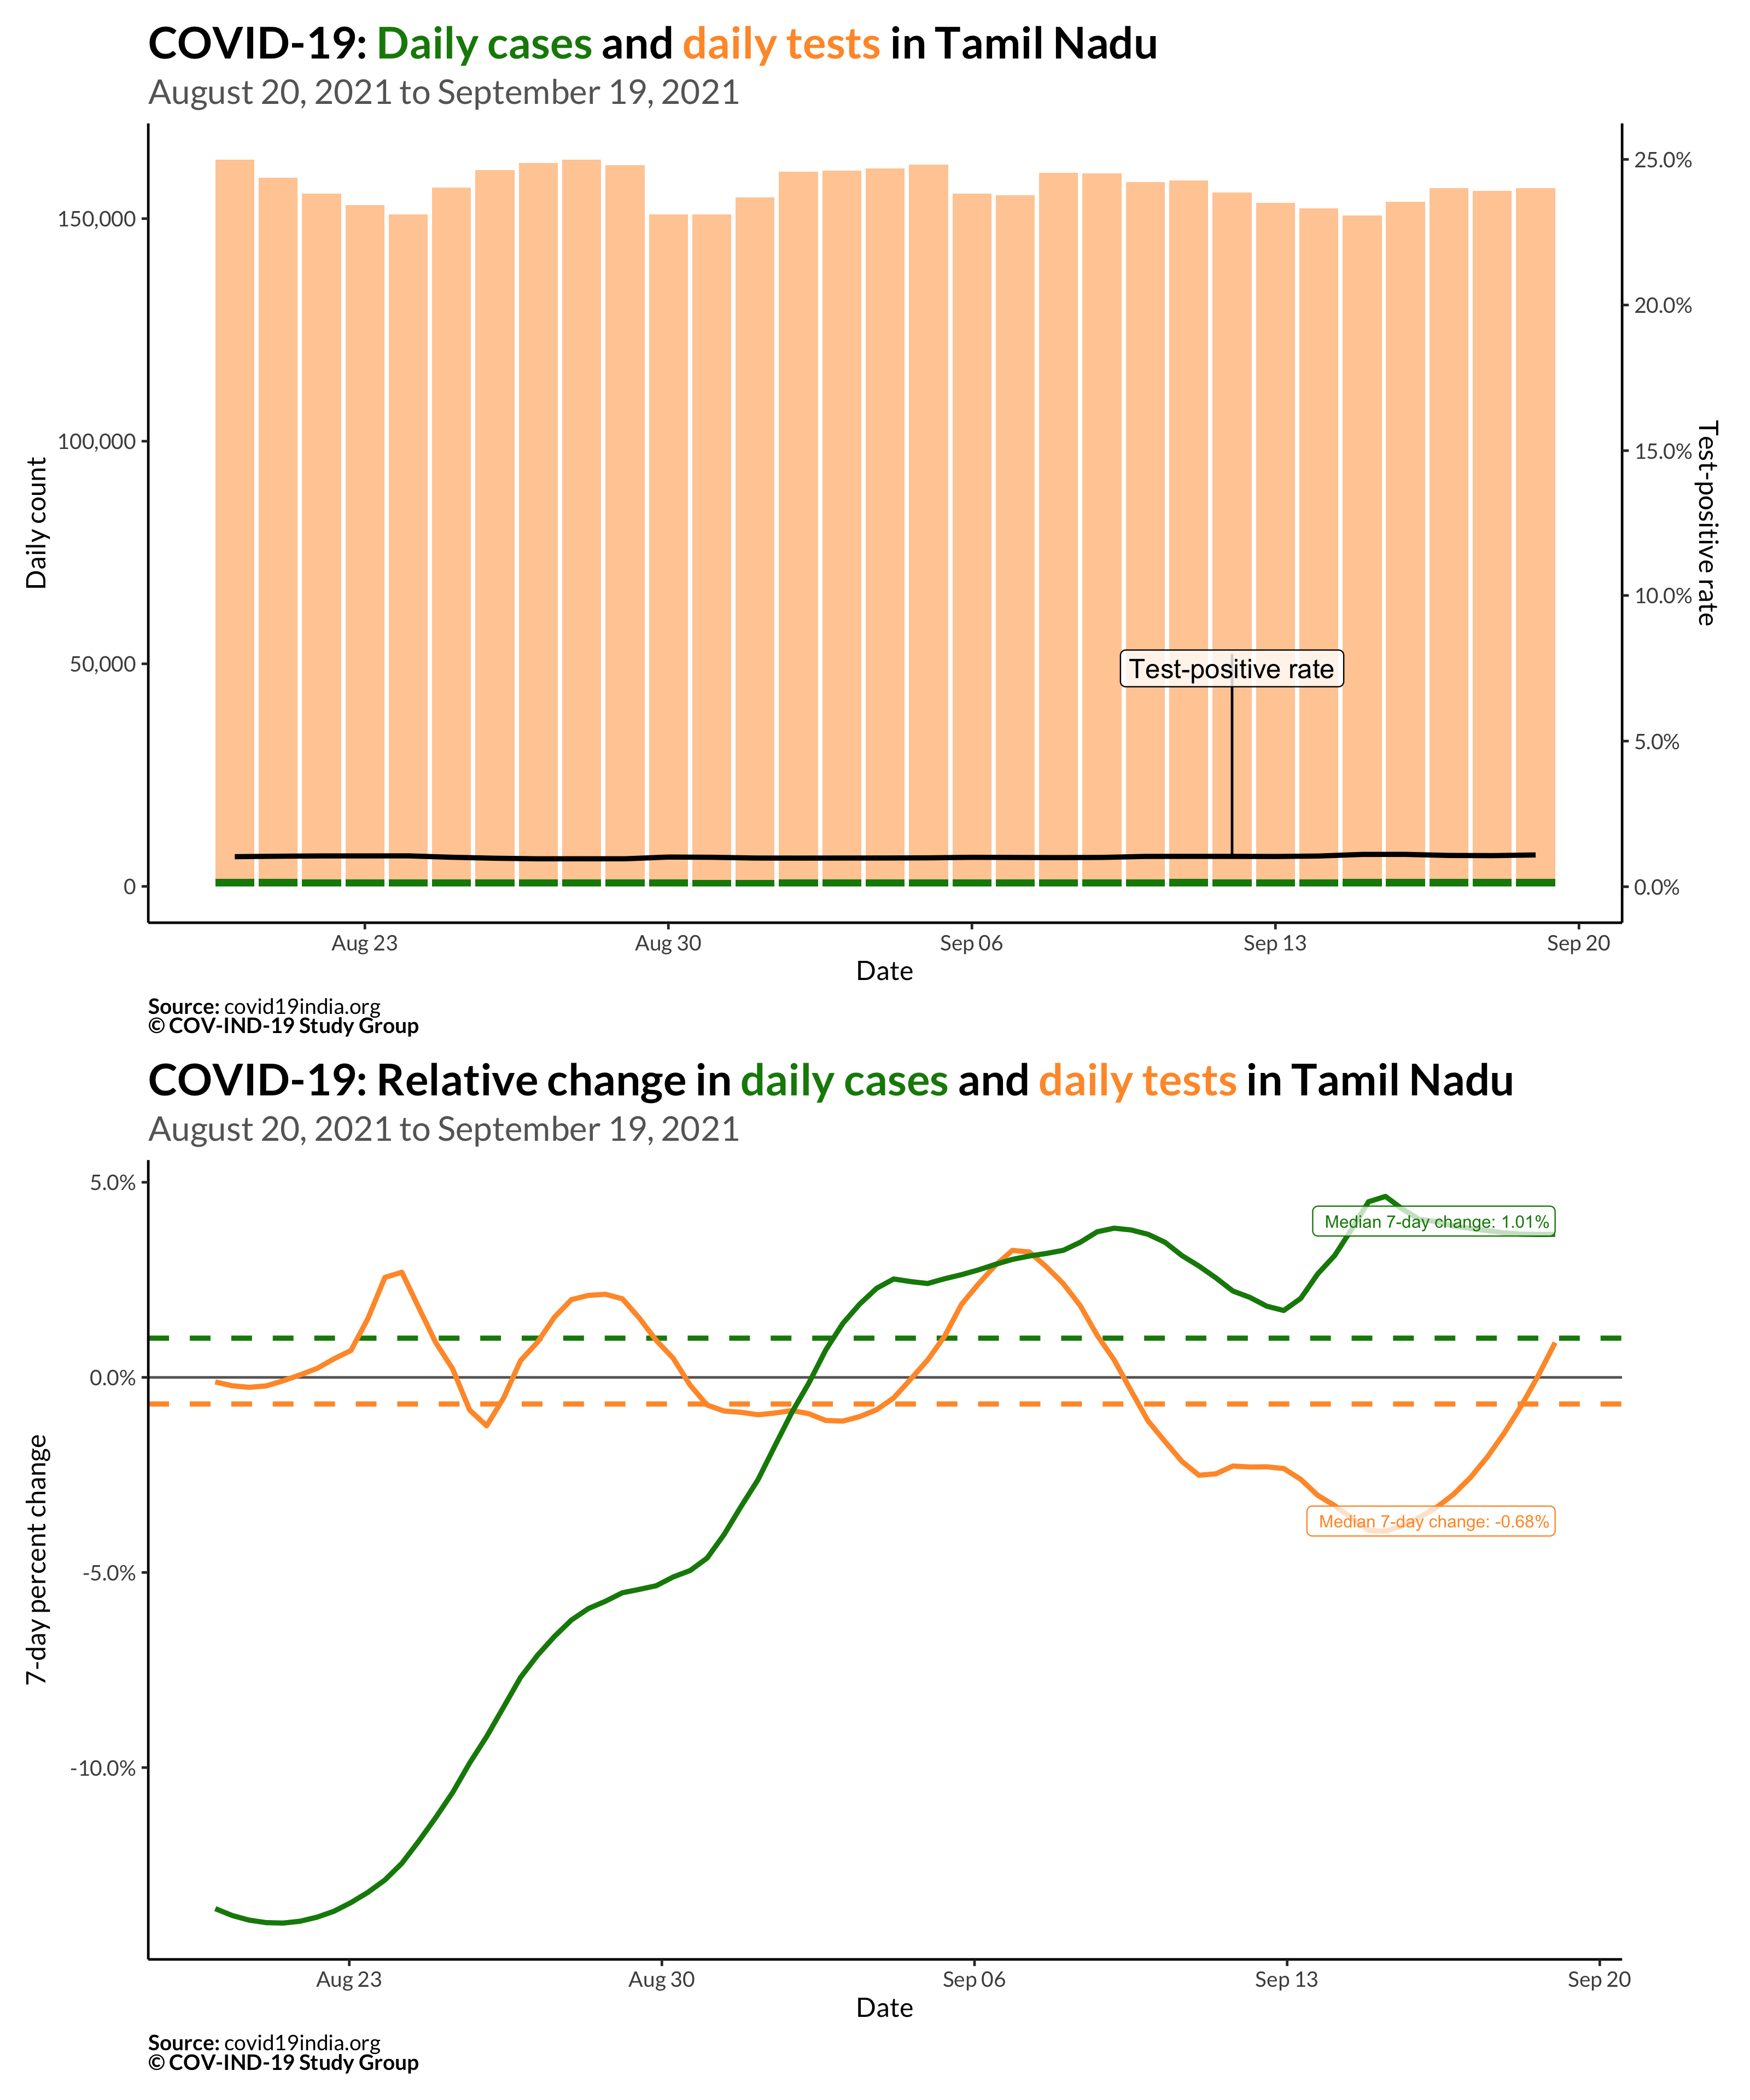 COVID-19: Daily cases and daily tests in Tamil Nadu
August 20, 2021 to September 19, 2021
Daily count
150,000
100,000
50,000
0
25.0%
20.0%
15.0%
10.0%
5.0%
0.0%
Test-positive rate
Test-positive rate
Aug 23
Aug 30
Sep 06
Sep 13
Sep 20
Date
Source: covid19india.org
© COV-IND-19 Study Group
COVID-19: Relative change in daily cases and daily tests in Tamil Nadu
August 20, 2021 to September 19, 2021
7-day percent change
5.0%
0.0%
-5.0%
-10.0%
Median 7-day change: 1.01%
Median 7-day change: -0.68%
Aug 23
Aug 30
Sep 06
Sep 13
Sep 20
Date
Source: covid19india.org
© COV-IND-19 Study Group